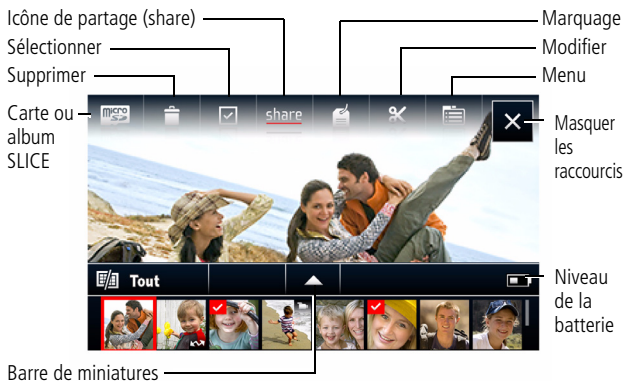 Icône de partage (share)
Marquage
Sélectionner
Modifier
Supprimer
Menu
Carte ou
album
SLICE
micro
SD
share
Masquer
les
raccourcis
Tout
Niveau
de la
batterie
Barre de miniatures